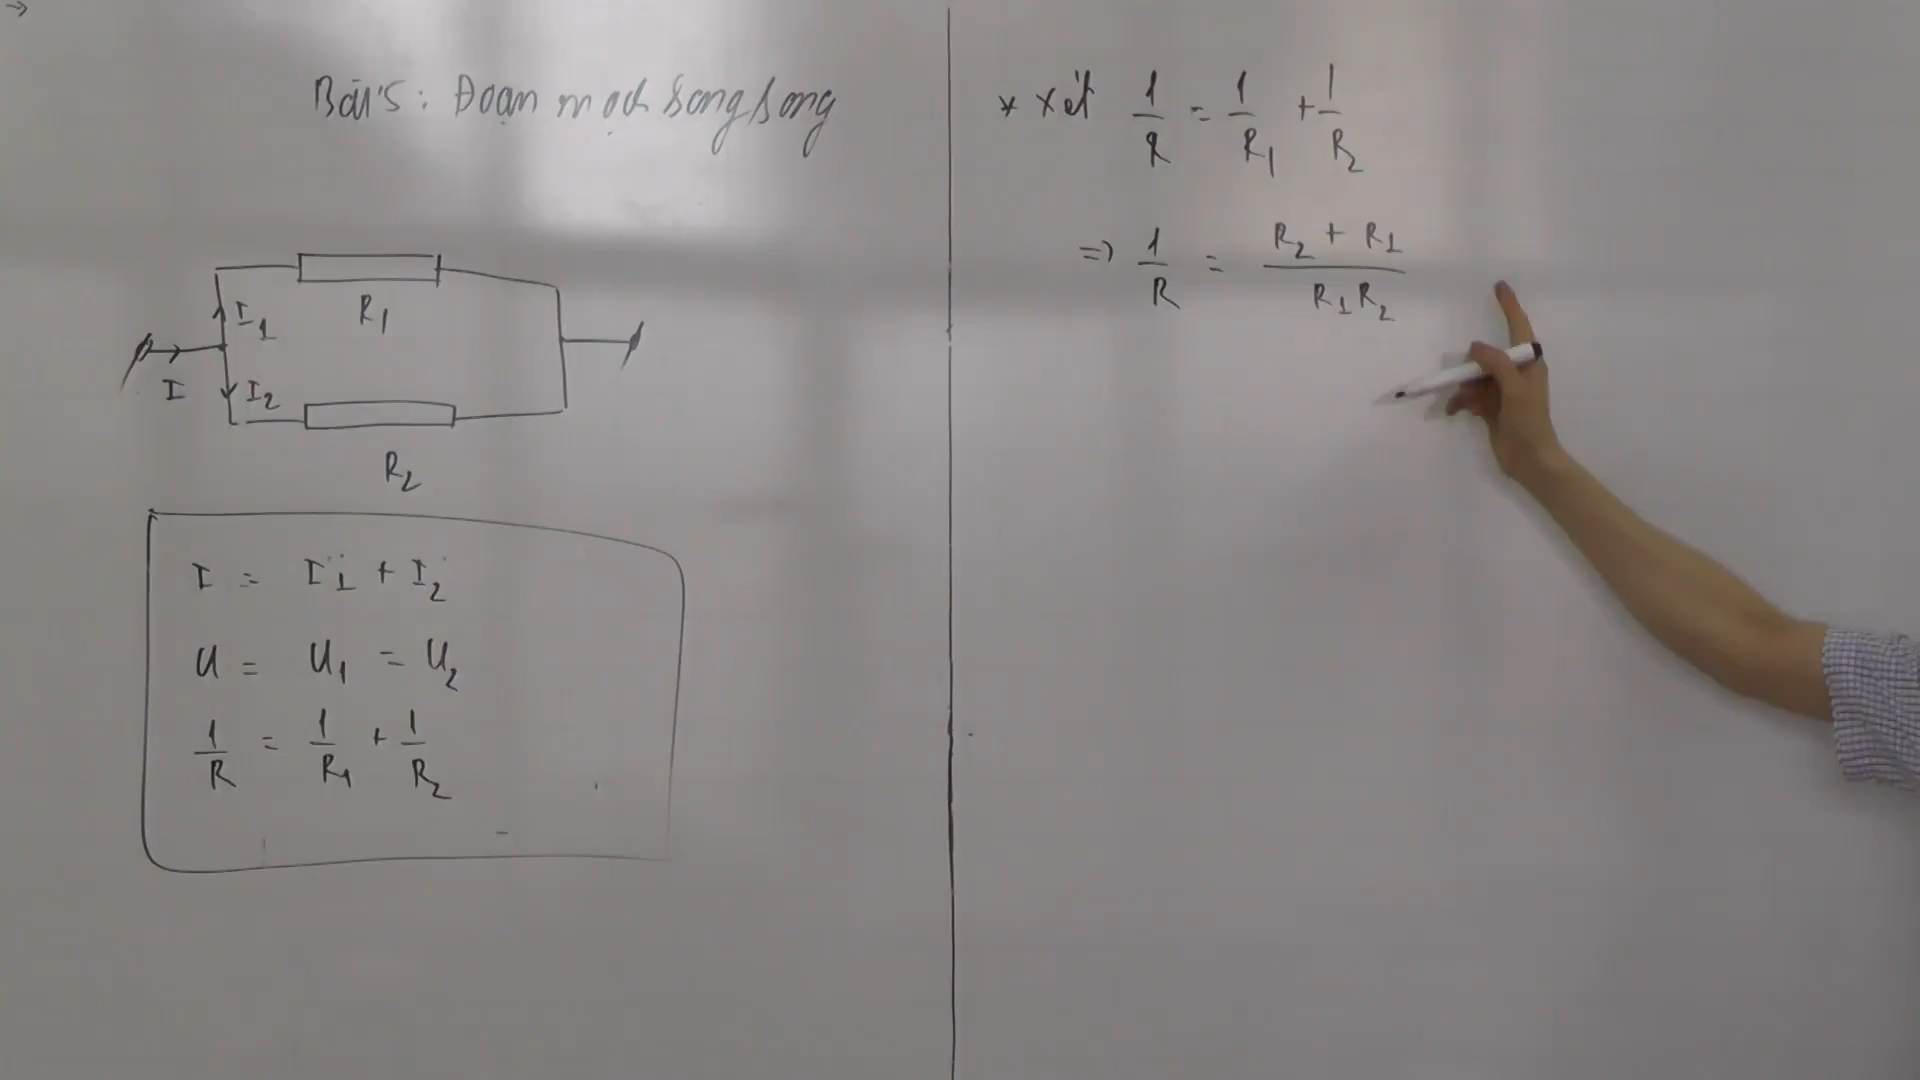 Bài 5: Đoạn mạch song song
I₁
R₁
I
I₂
R₂
I = I₁ + I₂
U = U₁ = U₂
1/R = 1/R₁ + 1/R₂
* Xét 1/R = 1/R₁ + 1/R₂
=> 1/R = (R₂ + R₁)/(R₁R₂)